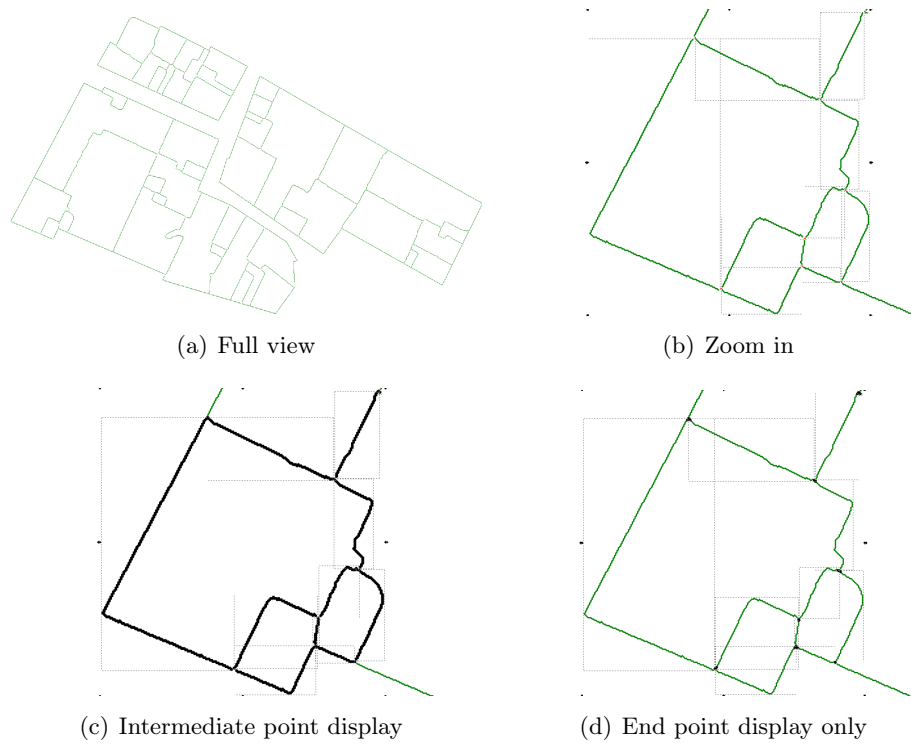 (a) Full view
(b) Zoom in
(c) Intermediate point display
(d) End point display only